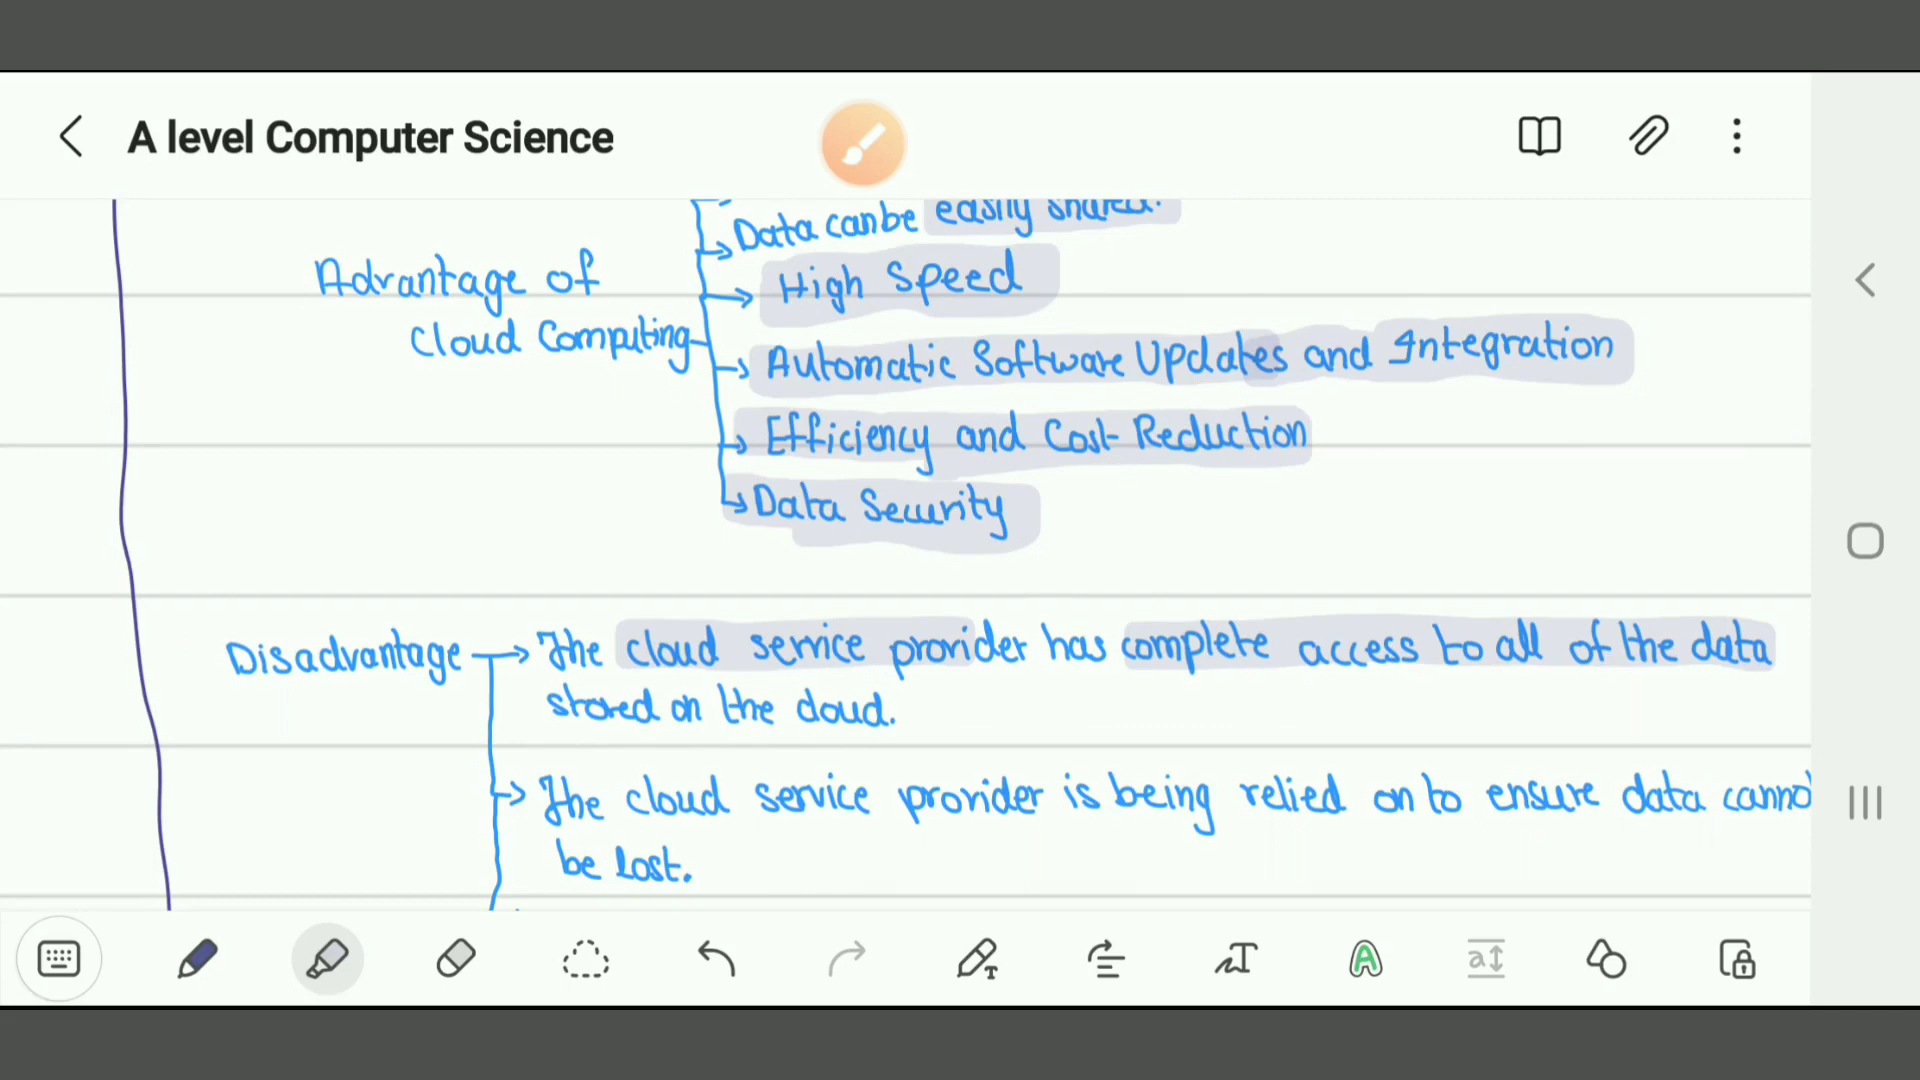 A level Computer Science
Data can be easily shared.
High Speed
Advantage of
Cloud Computing
Automatic Software Updates and Integration
Efficiency and Cost Reduction
Data Security
Disadvantage
The cloud service provider has complete access to all of the data
stored on the cloud.
The cloud service provider is being relied on to ensure data canno
be lost.